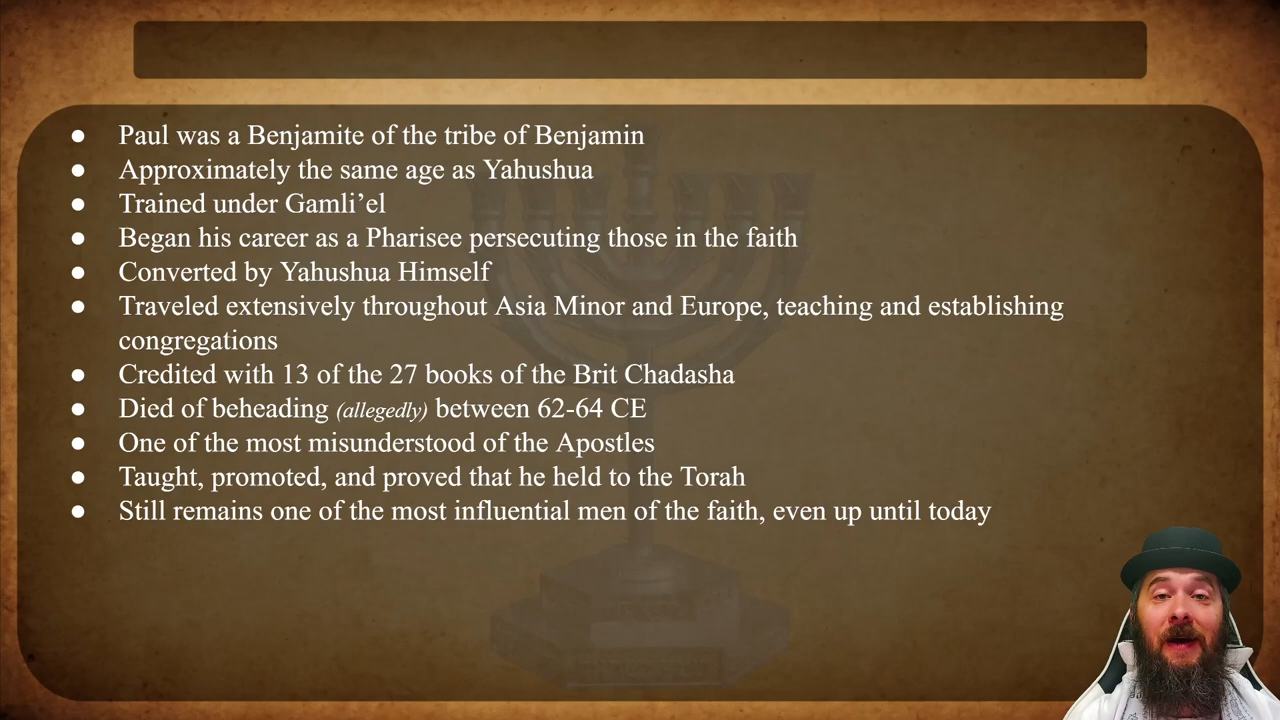 ● Paul was a Benjamite of the tribe of Benjamin
● Approximately the same age as Yahushua
● Trained under Gamli’el
● Began his career as a Pharisee persecuting those in the faith
● Converted by Yahushua Himself
● Traveled extensively throughout Asia Minor and Europe, teaching and establishing
congregations
● Credited with 13 of the 27 books of the Brit Chadasha
● Died of beheading (allegedly) between 62-64 CE
● One of the most misunderstood of the Apostles
● Taught, promoted, and proved that he held to the Torah
● Still remains one of the most influential men of the faith, even up until today